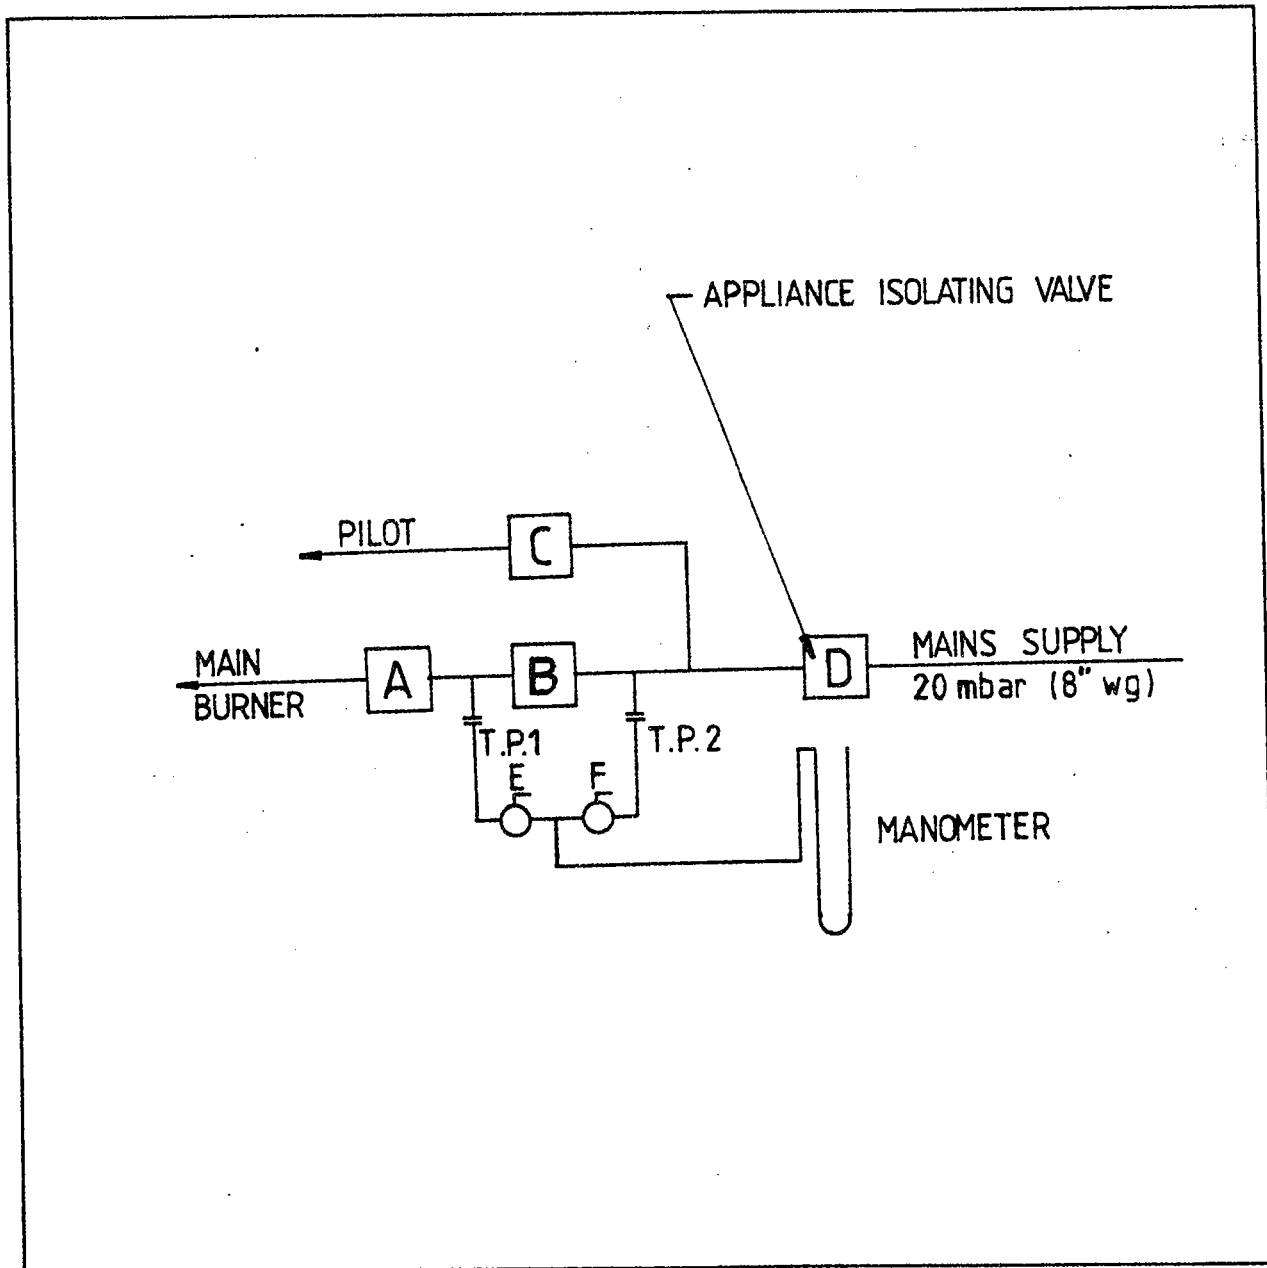 APPLIANCE ISOLATING VALVE
PILOT
C
MAIN
BURNER
A
B
D
MAINS SUPPLY
20 mbar (8" wg)
T.P.1
T.P.2
E
F
MANOMETER